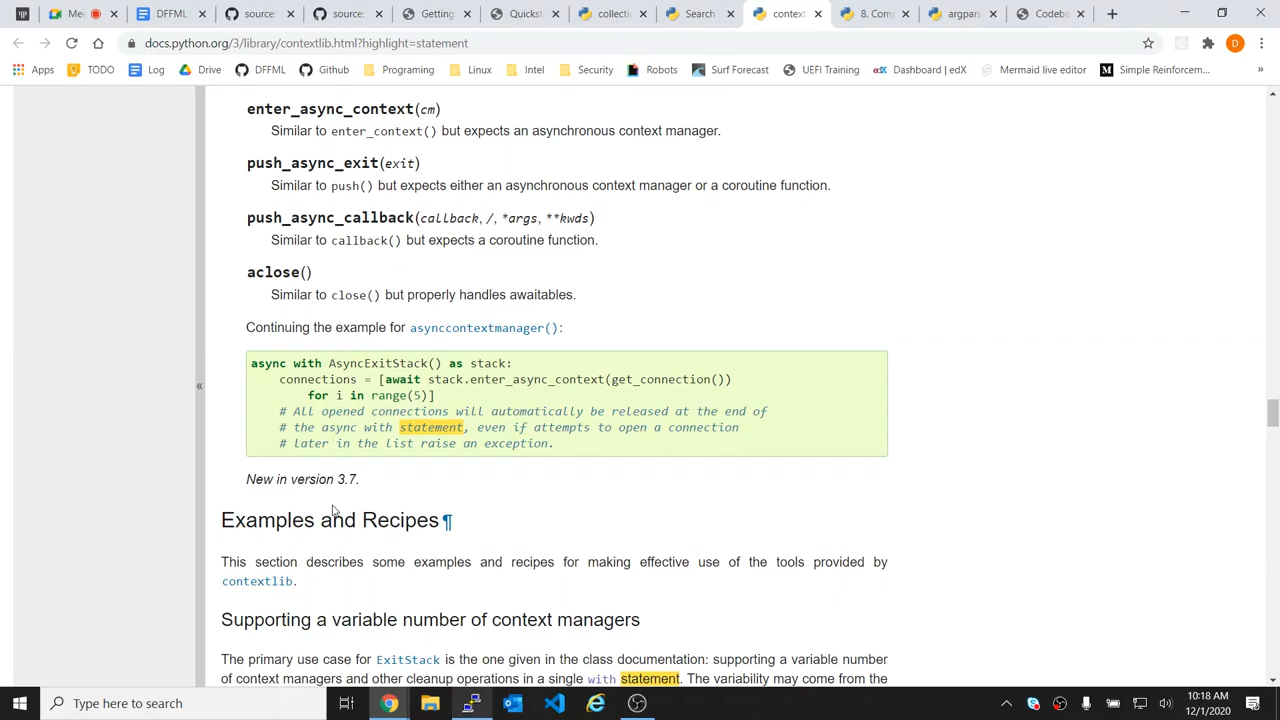 Mee
DFFML
source:
source:
Getting
Quickst
collecti
Search
context
8. Comp
argpars
Codeba
docs.python.org/3/library/contextlib.html?highlight=statement
D
Apps
TODO
Log
Drive
DFFML
Github
Programing
Linux
Intel
Security
Robots
Surf Forecast
UEFI Training
Dashboard | edX
Mermaid live editor
Simple Reinforcem...
»
enter_async_context(cm)
Similar to enter_context() but expects an asynchronous context manager.
push_async_exit(exit)
Similar to push() but expects either an asynchronous context manager or a coroutine function.
push_async_callback(callback, /, *args, **kwds)
Similar to callback() but expects a coroutine function.
aclose()
Similar to close() but properly handles awaitables.
Continuing the example for asynccontextmanager():
async with AsyncExitStack() as stack:
connections = [await stack.enter_async_context(get_connection())
for i in range(5)]
# All opened connections will automatically be released at the end of
# the async with statement, even if attempts to open a connection
# later in the list raise an exception.
«
New in version 3.7.
Examples and Recipes¶
This section describes some examples and recipes for making effective use of the tools provided by
contextlib.
Supporting a variable number of context managers
The primary use case for ExitStack is the one given in the class documentation: supporting a variable number
of context managers and other cleanup operations in a single with statement. The variability may come from the
Type here to search
10:18 AM
12/1/2020